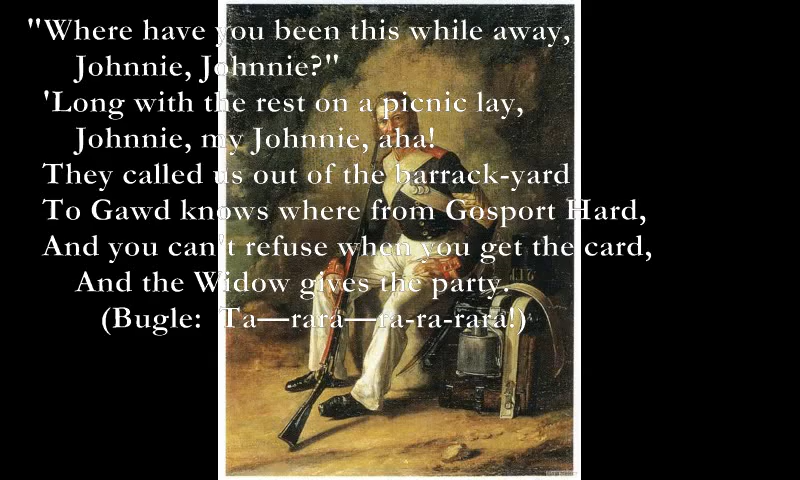 "Where have you been this while away,
Johnnie, Johnnie?"
'Long with the rest on a picnic lay,
Johnnie, my Johnnie, aha!
They called us out of the barrack-yard
To Gawd knows where from Gosport Hard,
And you can't refuse when you get the card,
And the Widow gives the party.
(Bugle: Ta—rara—ra-ra-rara!)